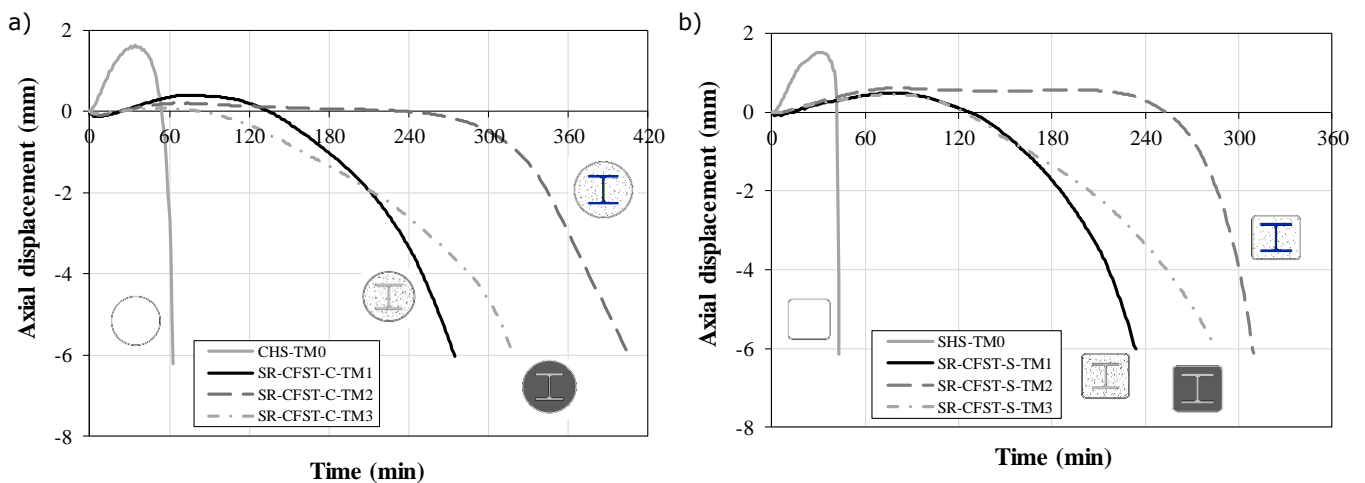 a)
Axial displacement (mm)
2
0
-2
-4
-6
-8
0
60
120
180
240
300
360
420
CHS-TM0
SR-CFST-C-TM1
SR-CFST-C-TM2
SR-CFST-C-TM3
Time (min)
b)
Axial displacement (mm)
2
0
-2
-4
-6
-8
0
60
120
180
240
300
360
SHS-TM0
SR-CFST-S-TM1
SR-CFST-S-TM2
SR-CFST-S-TM3
Time (min)